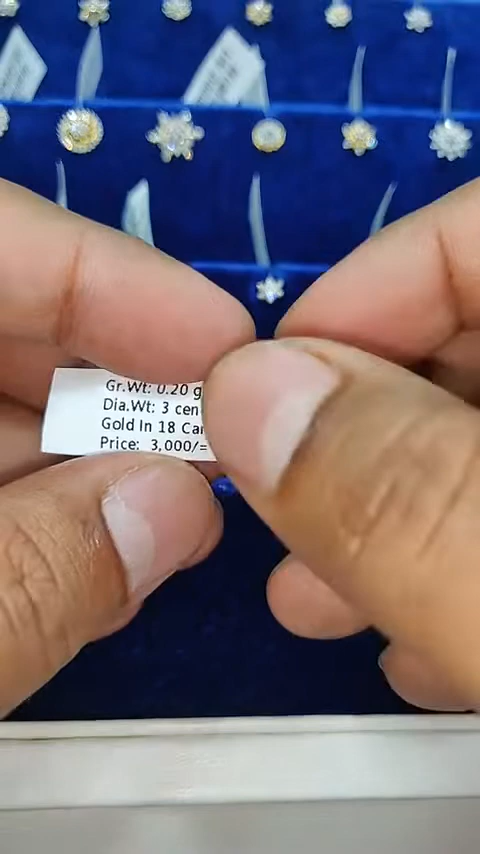 Gr.Wt: 0.20 g
Dia.Wt: 3 cen
Gold In 18 Car
Price: 3,000/=